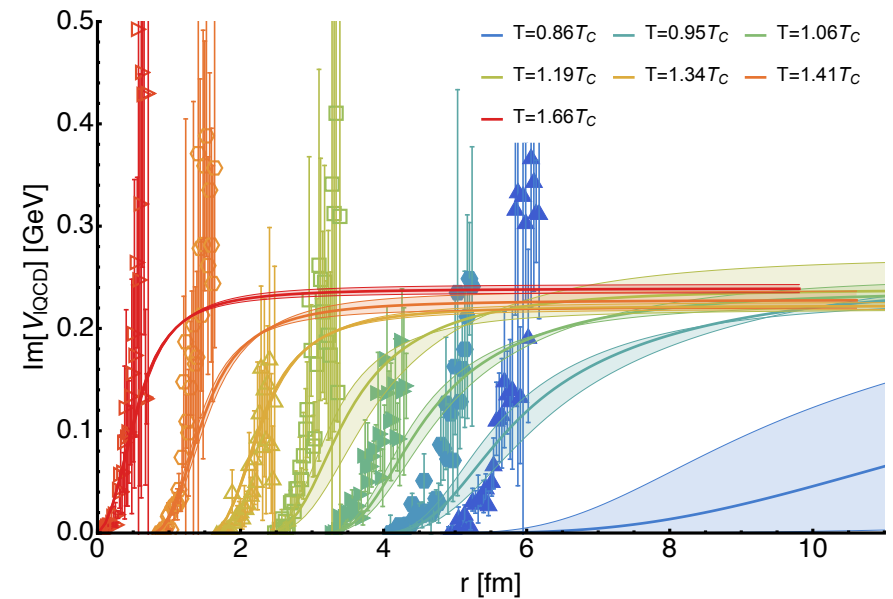 0.5
T=0.86T_C T=0.95T_C T=1.06T_C
T=1.19T_C T=1.34T_C T=1.41T_C
T=1.66T_C
0.4
0.3
0.2
0.1
0.0
Im[V_lQCD] [GeV]
0 2 4 6 8 10
r [fm]